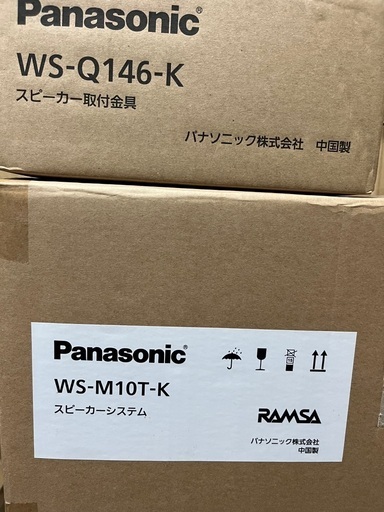 Panasonic
WS-Q146-K
スピーカー取付金具
パナソニック株式会社 中国製
Panasonic
WS-M10T-K
スピーカーシステム
RAMSA
パナソニック株式会社
中国製